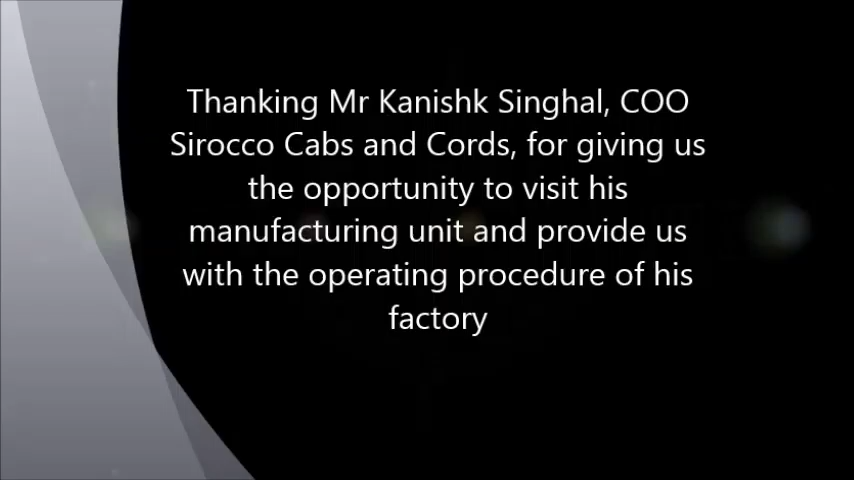 Thanking Mr Kanishk Singhal, COO
Sirocco Cabs and Cords, for giving us
the opportunity to visit his
manufacturing unit and provide us
with the operating procedure of his
factory